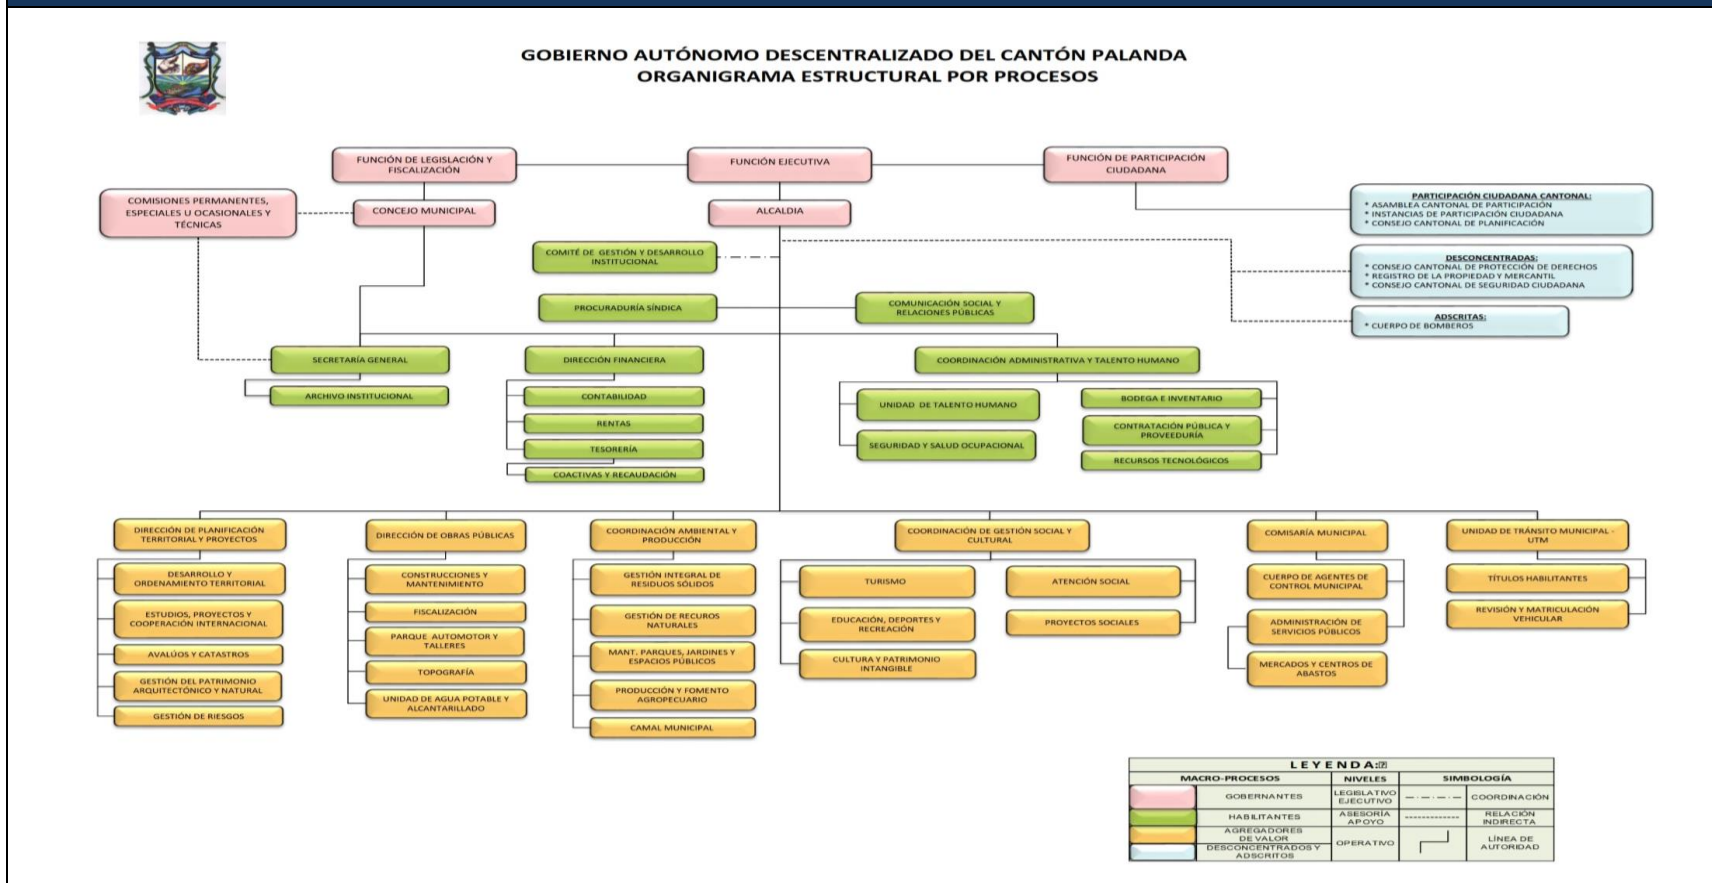 GOBIERNO AUTÓNOMO DESCENTRALIZADO DEL CANTÓN PALANDA
ORGANIGRAMA ESTRUCTURAL POR PROCESOS
FUNCIÓN DE LEGISLACIÓN Y
FISCALIZACIÓN
FUNCIÓN EJECUTIVA
FUNCIÓN DE PARTICIPACIÓN
CIUDADANA
COMISIONES PERMANENTES,
ESPECIALES U OCASIONALES Y
TÉCNICAS
CONCEJO MUNICIPAL
ALCALDIA
PARTICIPACIÓN CIUDADANA CANTONAL:
* ASAMBLEA CANTONAL DE PARTICIPACIÓN
* INSTANCIAS DE PARTICIPACIÓN CIUDADANA
* CONSEJO CANTONAL DE PLANIFICACIÓN
COMITÉ DE GESTIÓN Y DESARROLLO
INSTITUCIONAL
DESCONCENTRADAS:
* CONSEJO CANTONAL DE PROTECCIÓN DE DERECHOS
* REGISTRO DE LA PROPIEDAD Y MERCANTIL
* CONSEJO CANTONAL DE SEGURIDAD CIUDADANA
PROCURADURÍA SÍNDICA
COMUNICACIÓN SOCIAL Y
RELACIONES PÚBLICAS
ADSCRITAS:
* CUERPO DE BOMBEROS
SECRETARÍA GENERAL
ARCHIVO INSTITUCIONAL
DIRECCIÓN FINANCIERA
CONTABILIDAD
RENTAS
TESORERÍA
COACTIVAS Y RECAUDACIÓN
COORDINACIÓN ADMINISTRATIVA Y TALENTO HUMANO
UNIDAD DE TALENTO HUMANO
SEGURIDAD Y SALUD OCUPACIONAL
BODEGA E INVENTARIO
CONTRATACIÓN PÚBLICA Y
PROVEEDURÍA
RECURSOS TECNOLÓGICOS
DIRECCIÓN DE PLANIFICACIÓN
TERRITORIAL Y PROYECTOS
DESARROLLO Y
ORDENAMIENTO TERRITORIAL
ESTUDIOS, PROYECTOS Y
COOPERACIÓN INTERNACIONAL
AVALÚOS Y CATASTROS
GESTIÓN DEL PATRIMONIO
ARQUITECTÓNICO Y NATURAL
GESTIÓN DE RIESGOS
DIRECCIÓN DE OBRAS PÚBLICAS
CONSTRUCCIONES Y
MANTENIMIENTO
FISCALIZACIÓN
PARQUE AUTOMOTOR Y
TALLERES
TOPOGRAFÍA
UNIDAD DE AGUA POTABLE Y
ALCANTARILLADO
COORDINACIÓN AMBIENTAL Y
PRODUCCIÓN
GESTIÓN INTEGRAL DE
RESIDUOS SÓLIDOS
GESTIÓN DE RECUROS
NATURALES
MANT. PARQUES, JARDINES Y
ESPACIOS PÚBLICOS
PRODUCCIÓN Y FOMENTO
AGROPECUARIO
CAMAL MUNICIPAL
COORDINACIÓN DE GESTIÓN SOCIAL Y
CULTURAL
TURISMO
EDUCACIÓN, DEPORTES Y
RECREACIÓN
CULTURA Y PATRIMONIO
INTANGIBLE
ATENCIÓN SOCIAL
PROYECTOS SOCIALES
COMISARÍA MUNICIPAL
CUERPO DE AGENTES DE
CONTROL MUNICIPAL
ADMINISTRACIÓN DE
SERVICIOS PÚBLICOS
MERCADOS Y CENTROS DE
ABASTOS
UNIDAD DE TRÁNSITO MUNICIPAL -
UTM
TÍTULOS HABILITANTES
REVISIÓN Y MATRICULACIÓN
VEHICULAR
LEYENDA:
MACRO-PROCESOS NIVELES SIMBOLOGÍA
GOBERNANTES
LEGISLATIVO
EJECUTIVO
COORDINACIÓN
HABILITANTES
ASESORÍA
APOYO
RELACIÓN
INDIRECTA
AGREGADORES
DE VALOR
DESCONCENTRADOS Y
ADSCRITOS
OPERATIVO
LÍNEA DE
AUTORIDAD